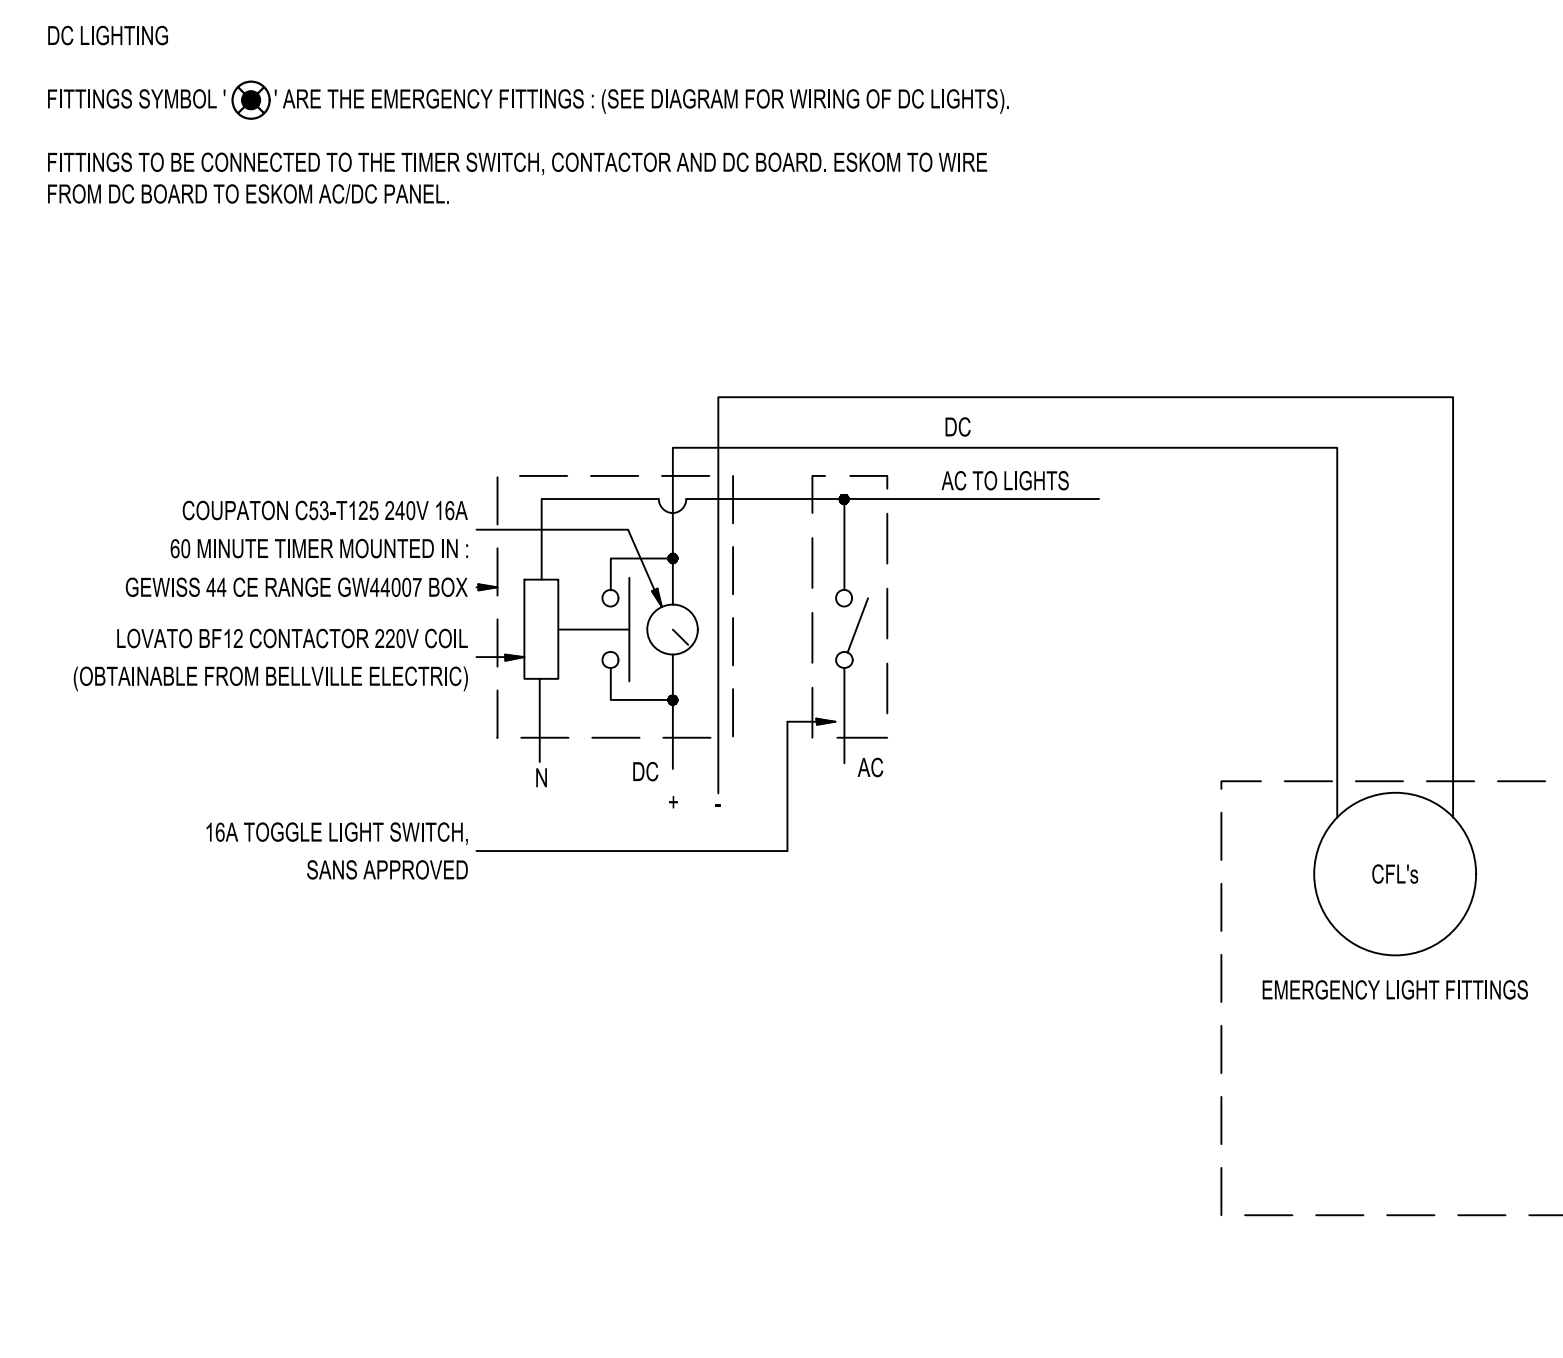 DC LIGHTING
FITTINGS SYMBOL ' ' ARE THE EMERGENCY FITTINGS : (SEE DIAGRAM FOR WIRING OF DC LIGHTS).
FITTINGS TO BE CONNECTED TO THE TIMER SWITCH, CONTACTOR AND DC BOARD. ESKOM TO WIRE
FROM DC BOARD TO ESKOM AC/DC PANEL.
DC
AC TO LIGHTS
COUPATON C53-T125 240V 16A
60 MINUTE TIMER MOUNTED IN :
GEWISS 44 CE RANGE GW44007 BOX
LOVATO BF12 CONTACTOR 220V COIL
(OBTAINABLE FROM BELLVILLE ELECTRIC)
N
DC
AC
+
-
16A TOGGLE LIGHT SWITCH,
SANS APPROVED
CFL's
EMERGENCY LIGHT FITTINGS